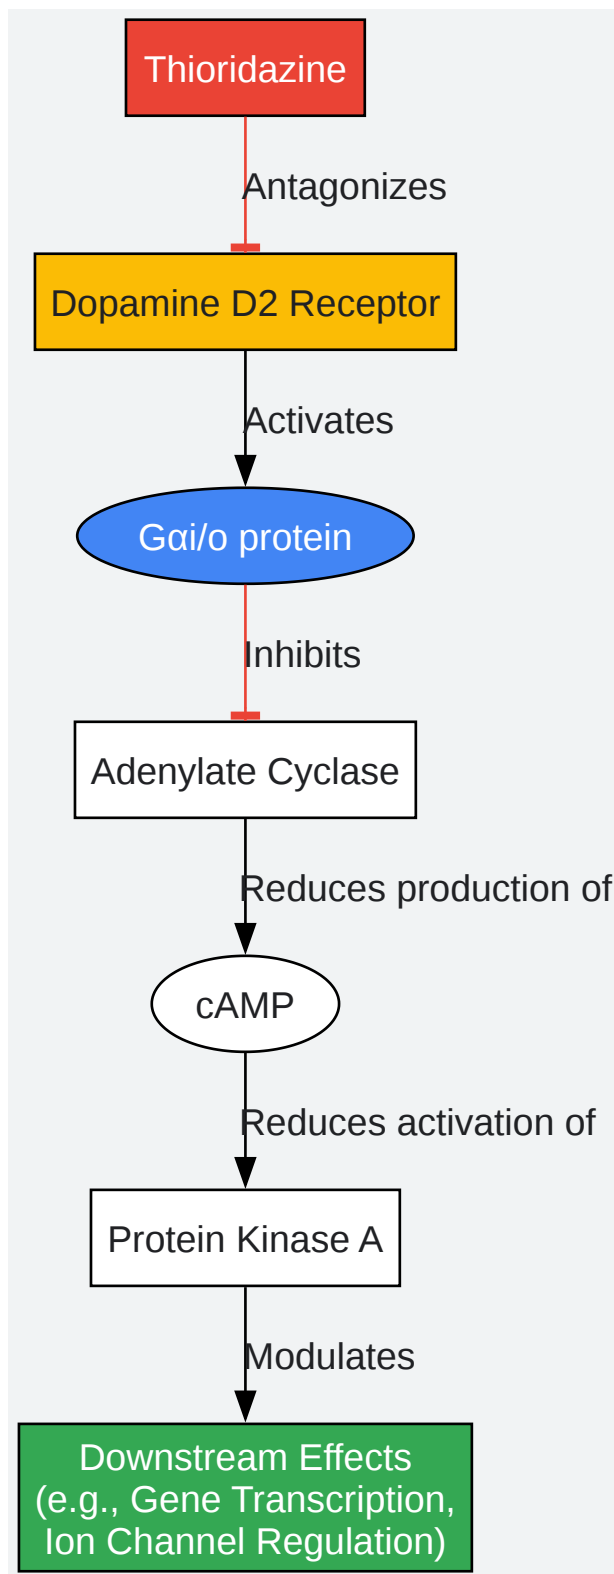 Thioridazine
Antagonizes
Dopamine D2 Receptor
Activates
Gαi/o protein
Inhibits
Adenylate Cyclase
Reduces production of
cAMP
Reduces activation of
Protein Kinase A
Modulates
Downstream Effects
(e.g., Gene Transcription,
Ion Channel Regulation)